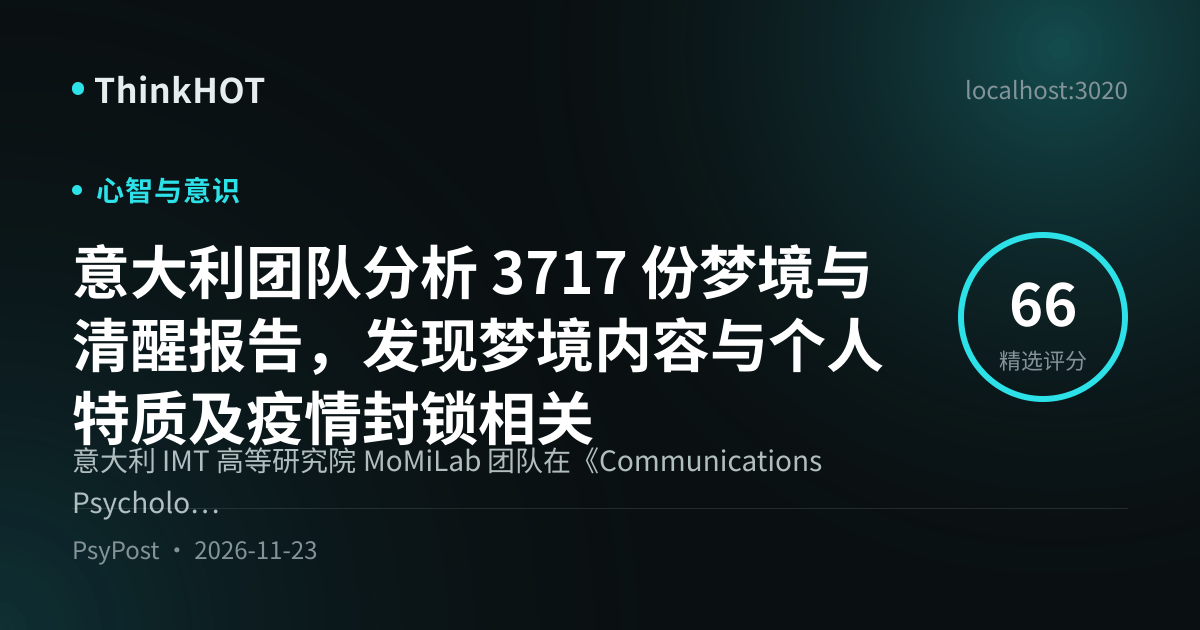 ThinkHOT
localhost:3020
心智与意识
意大利团队分析 3717 份梦境与
清醒报告，发现梦境内容与个人
特质及疫情封锁相关
66
精选评分
意大利 IMT 高等研究院 MoMiLab 团队在《Communications
Psycholo…
PsyPost · 2026-11-23